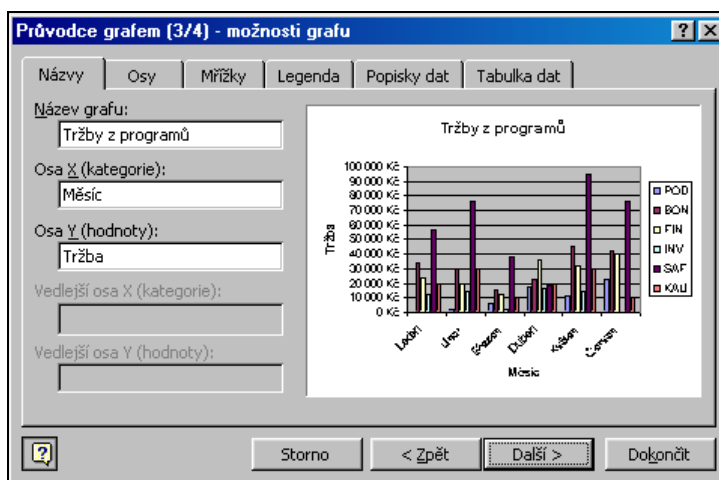 Průvodce grafem (3/4) - možnosti grafu
Názvy
Osy
Mřížky
Legenda
Popisky dat
Tabulka dat
Název grafu:
Tržby z programů
Osa X (kategorie):
Měsíc
Osa Y (hodnoty):
Tržba
Vedlejší osa X (kategorie):
Vedlejší osa Y (hodnoty):
Tržby z programů
100 000 Kč
90 000 Kč
80 000 Kč
70 000 Kč
60 000 Kč
50 000 Kč
40 000 Kč
30 000 Kč
20 000 Kč
10 000 Kč
0 Kč
Tržba
Leden
Únor
Březen
Duben
Květen
Červen
Měsíc
POD
BON
FIN
INV
SAF
KAU
Storno
< Zpět
Další >
Dokončit